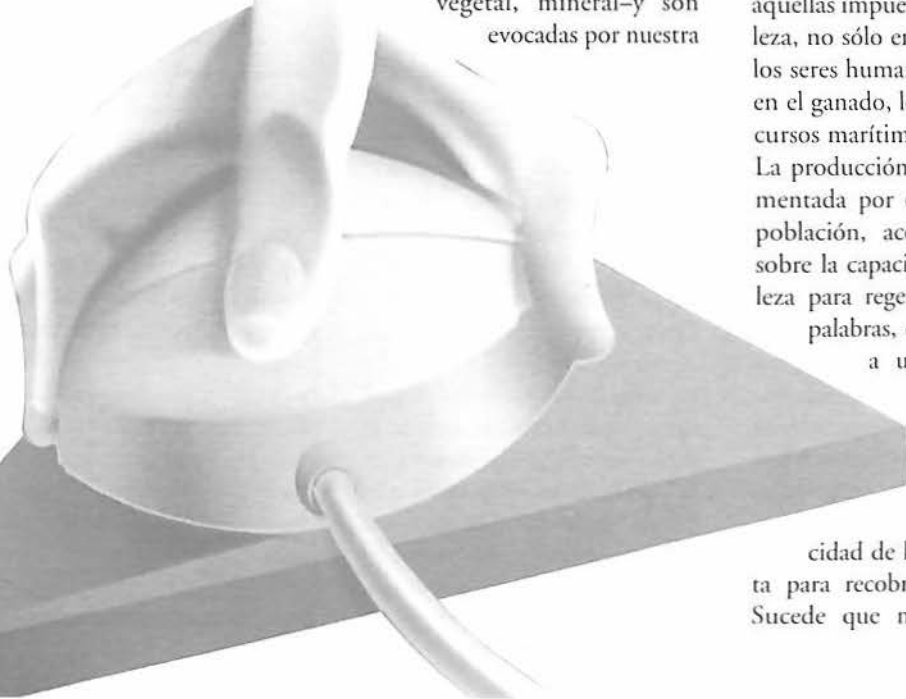 vegetal, mineral–y son
evocadas por nuestra
aquellas impue
leza, no sólo en
los seres huma
en el ganado, l
cursos marítim
La producción
mentada por
población, ac
sobre la capaci
leza para rege
palabras,
a u
cidad de l
ta para recobr
Sucede que n